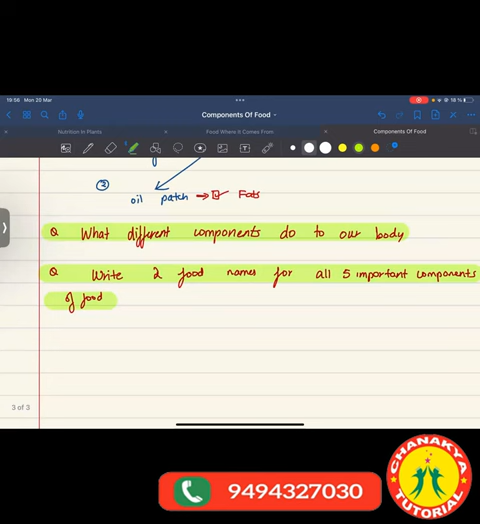 19:56 Mon 20 Mar
18 %
Components Of Food
Nutrition In Plants
Food Where It Comes From
Components Of Food
2
oil patch → Fats
Q What different components do to our body
Q Write 2 food names for all 5 important components
of food
3 of 3
9494327030
CHANAKYA
TUTORIAL